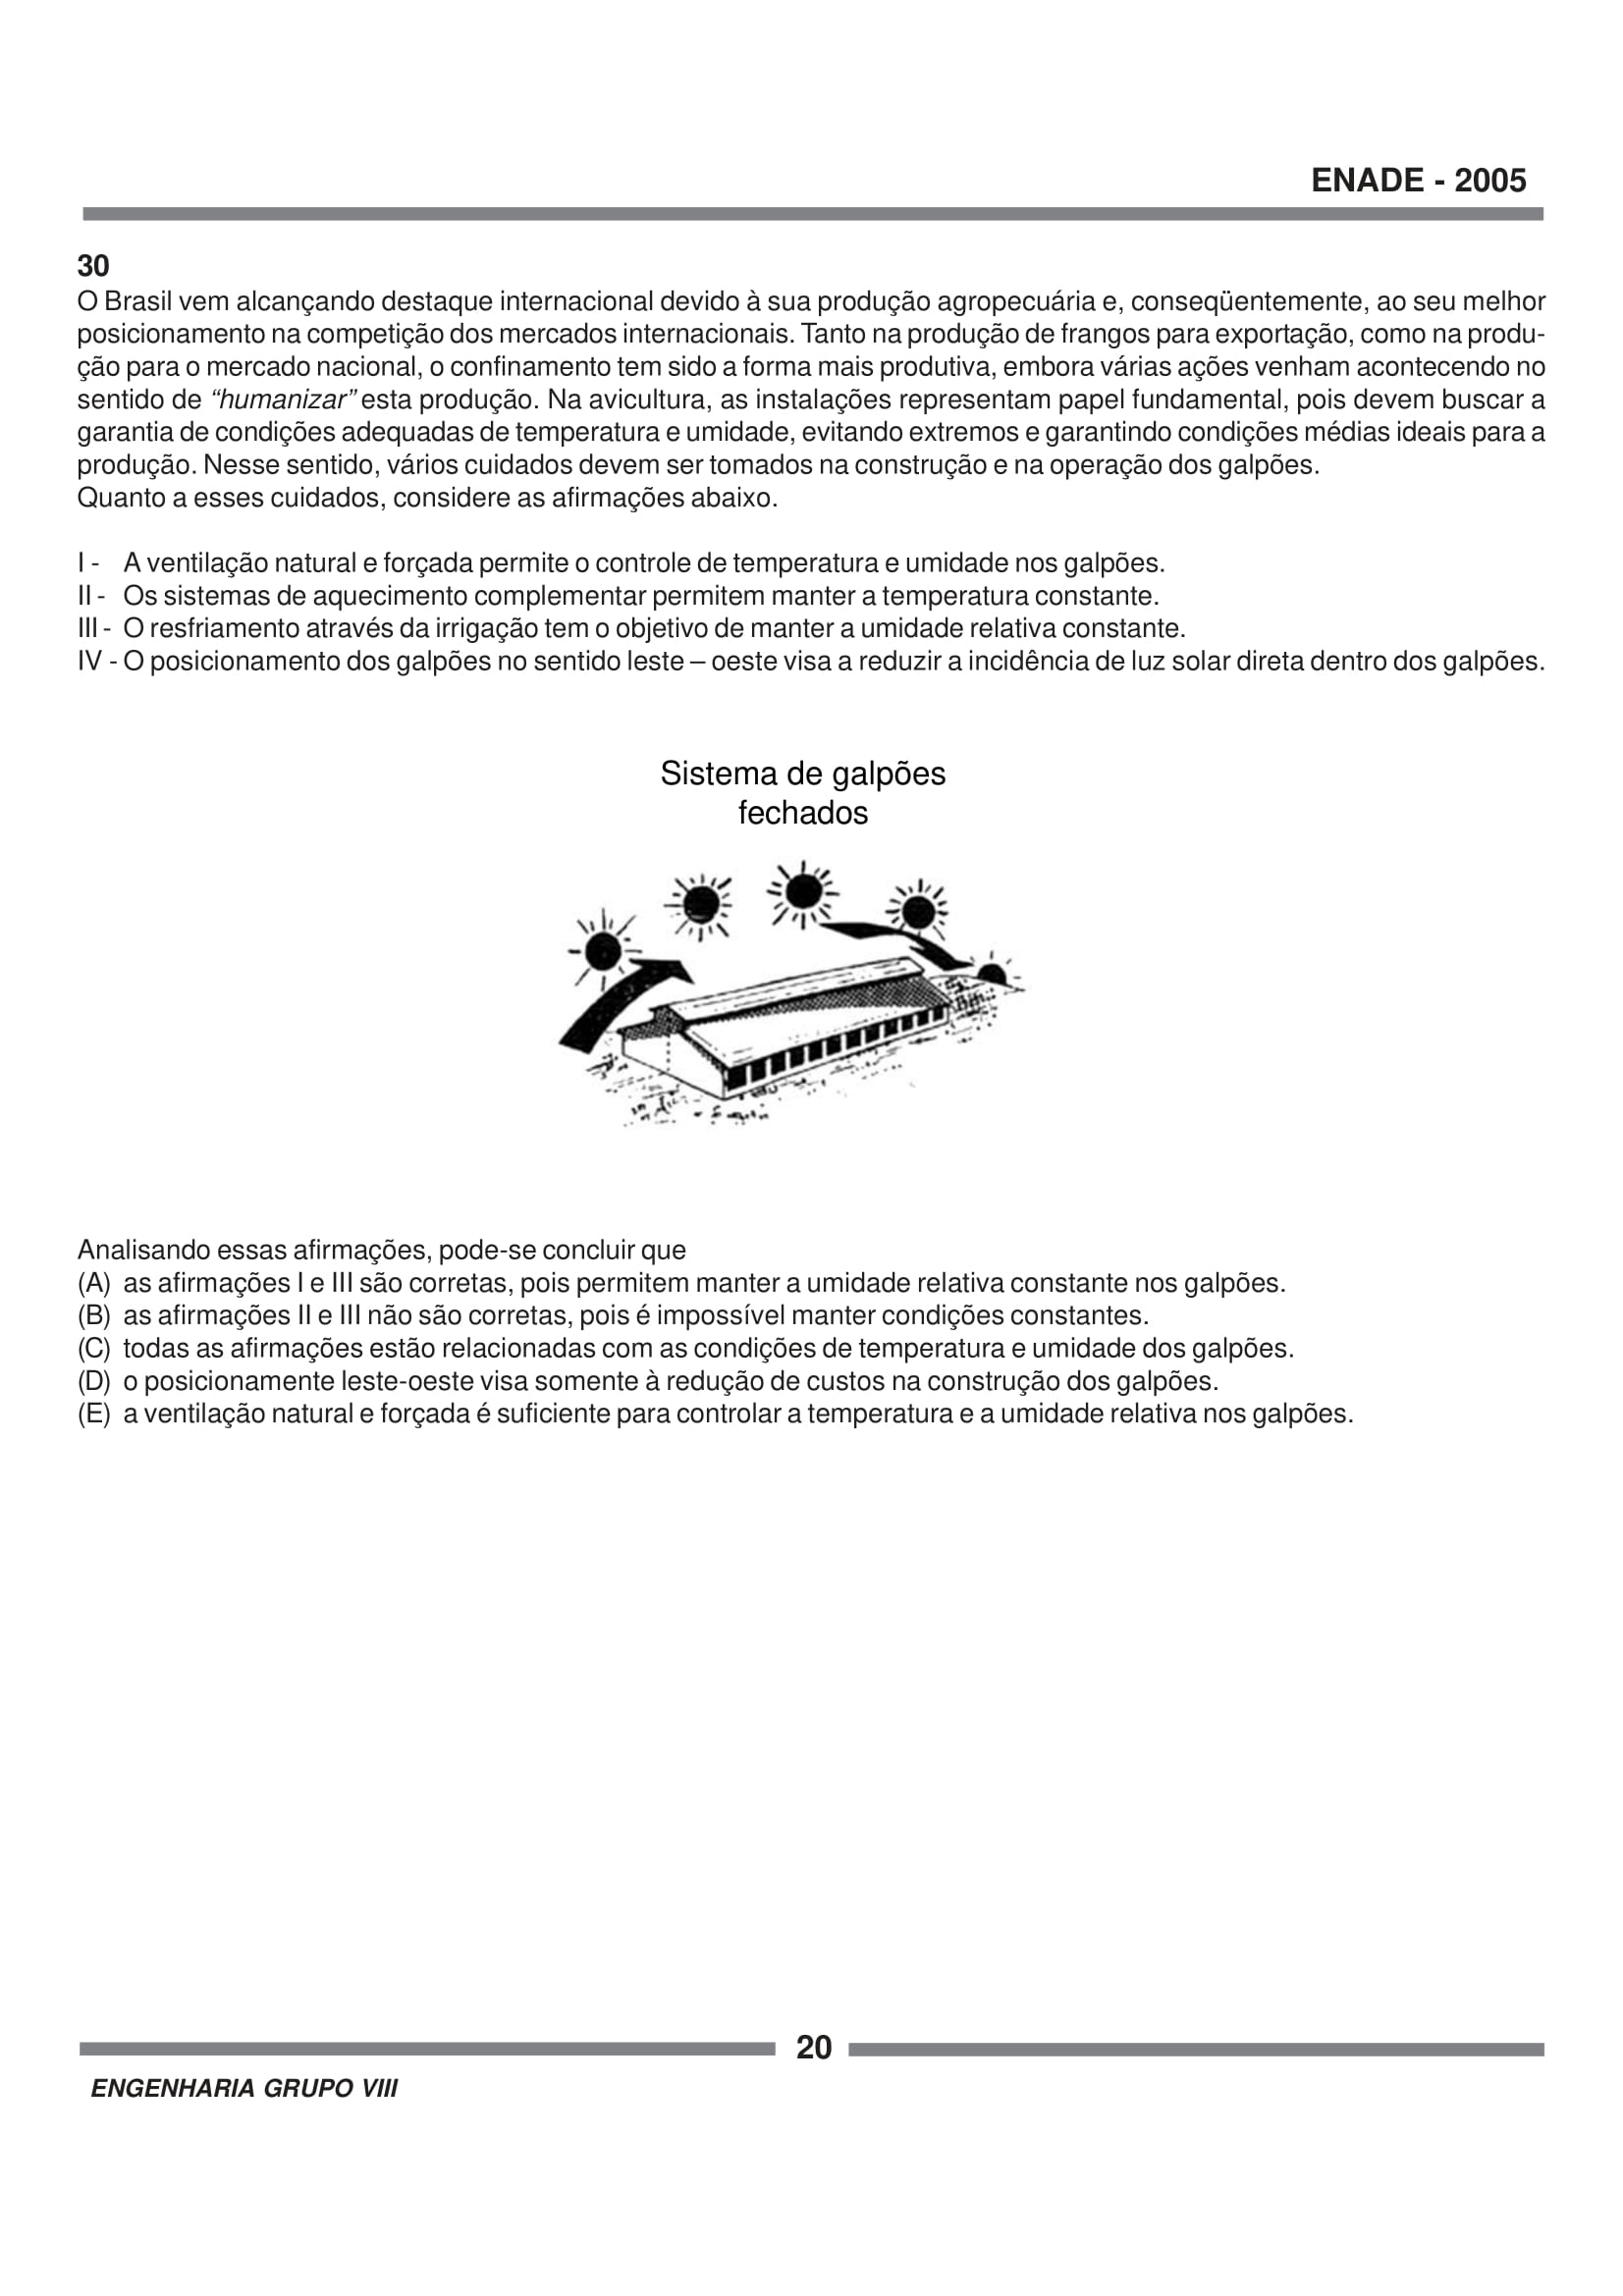 ENADE - 2005
30
O Brasil vem alcançando destaque internacional devido à sua produção agropecuária e, conseqüentemente, ao seu melhor
posicionamento na competição dos mercados internacionais. Tanto na produção de frangos para exportação, como na produ-
ção para o mercado nacional, o confinamento tem sido a forma mais produtiva, embora várias ações venham acontecendo no
sentido de “humanizar” esta produção. Na avicultura, as instalações representam papel fundamental, pois devem buscar a
garantia de condições adequadas de temperatura e umidade, evitando extremos e garantindo condições médias ideais para a
produção. Nesse sentido, vários cuidados devem ser tomados na construção e na operação dos galpões.
Quanto a esses cuidados, considere as afirmações abaixo.
I - A ventilação natural e forçada permite o controle de temperatura e umidade nos galpões.
II - Os sistemas de aquecimento complementar permitem manter a temperatura constante.
III - O resfriamento através da irrigação tem o objetivo de manter a umidade relativa constante.
IV - O posicionamento dos galpões no sentido leste – oeste visa a reduzir a incidência de luz solar direta dentro dos galpões.
Sistema de galpões
fechados
Analisando essas afirmações, pode-se concluir que
(A) as afirmações I e III são corretas, pois permitem manter a umidade relativa constante nos galpões.
(B) as afirmações II e III não são corretas, pois é impossível manter condições constantes.
(C) todas as afirmações estão relacionadas com as condições de temperatura e umidade dos galpões.
(D) o posicionamente leste-oeste visa somente à redução de custos na construção dos galpões.
(E) a ventilação natural e forçada é suficiente para controlar a temperatura e a umidade relativa nos galpões.
20
ENGENHARIA GRUPO VIII